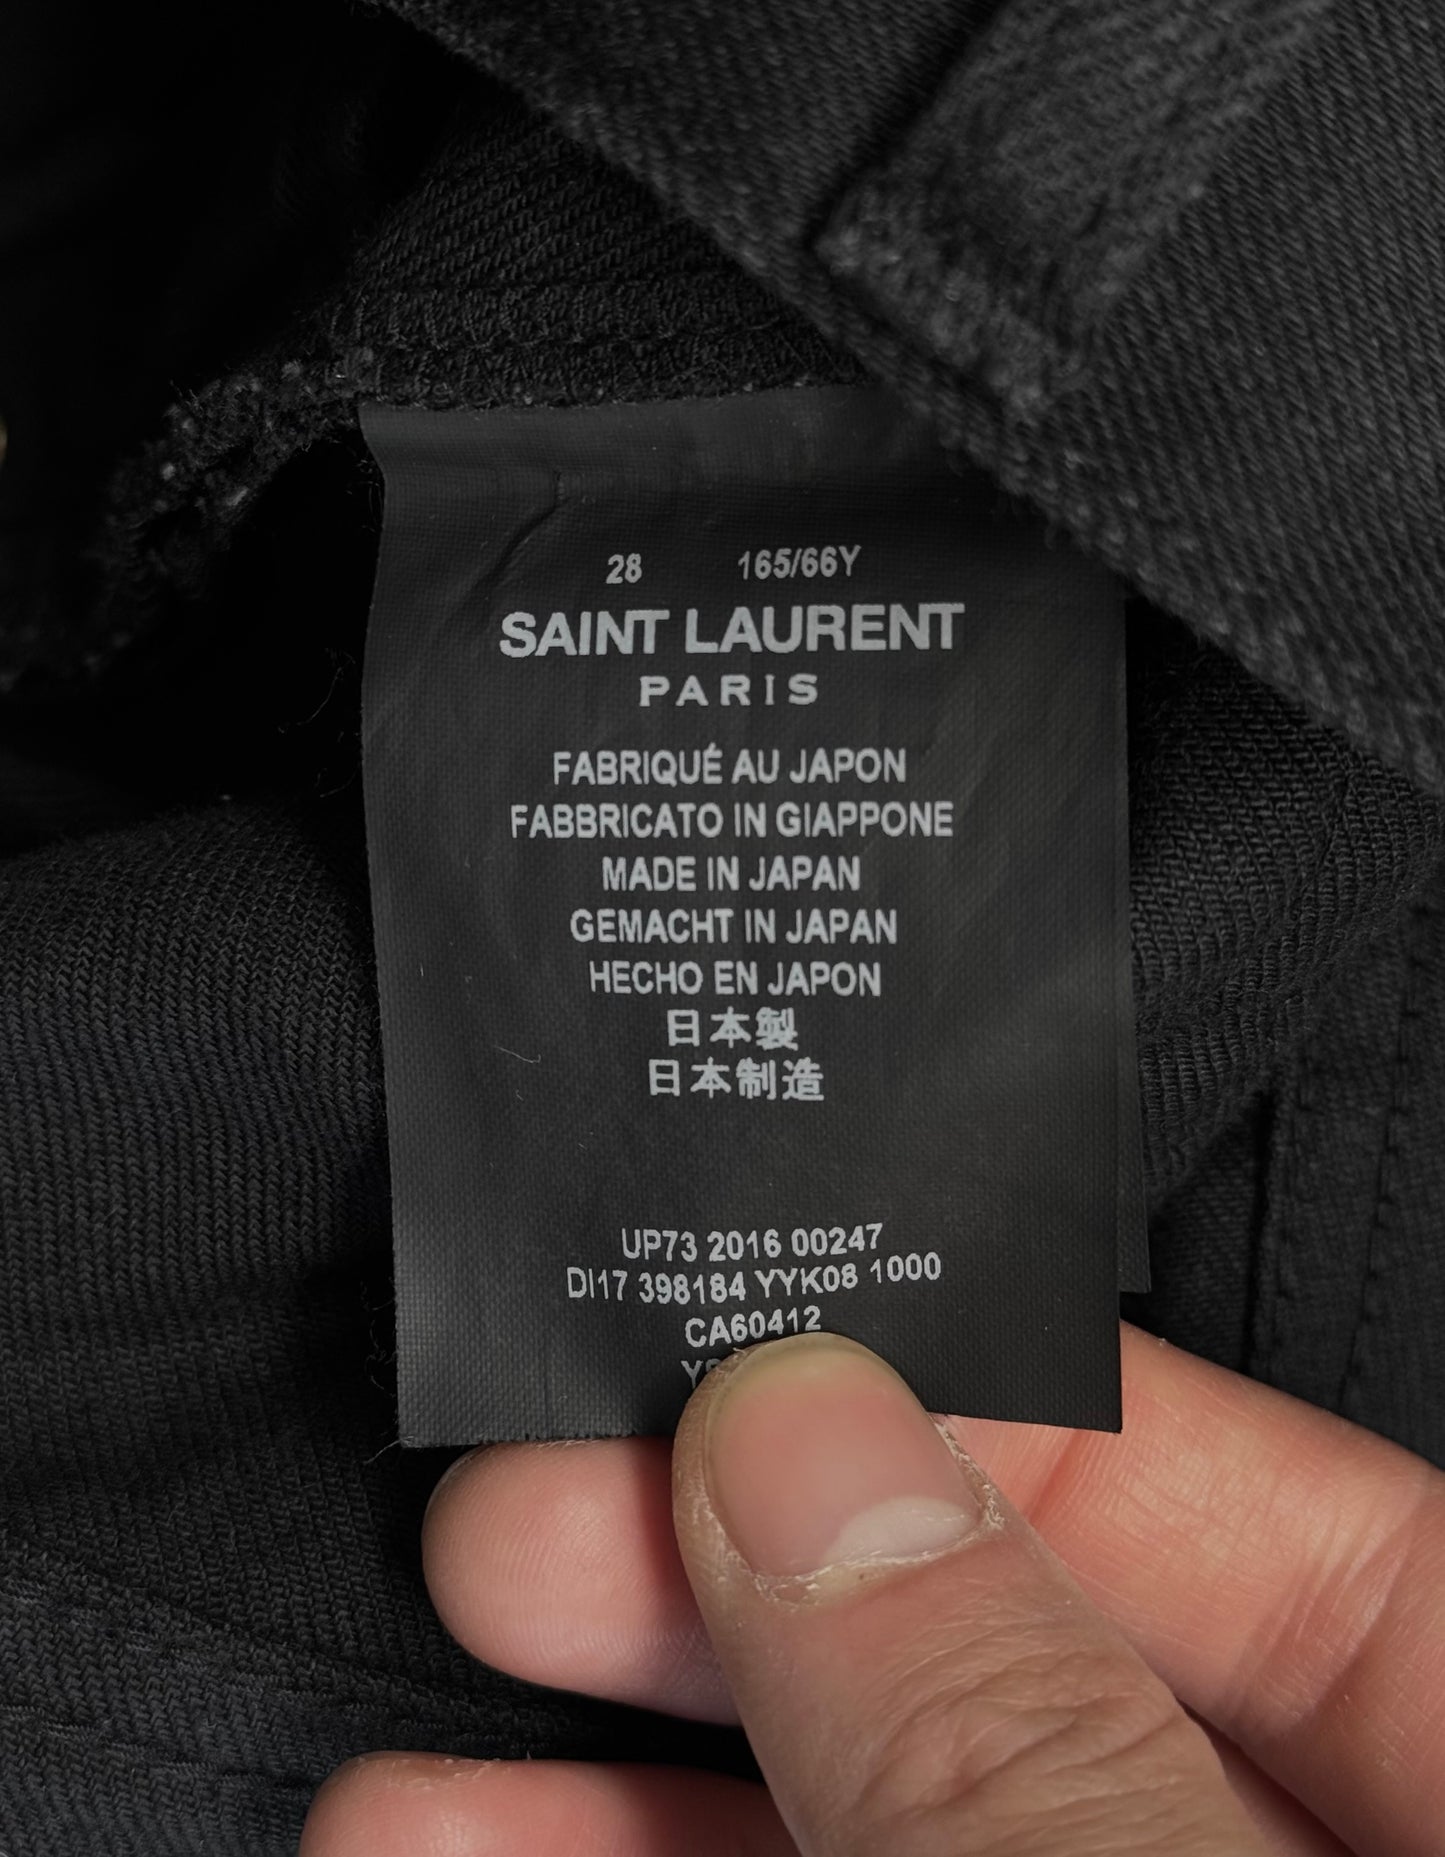 28 165/66Y
SAINT LAURENT
PARIS
FABRIQUÉ AU JAPON
FABBRICATO IN GIAPPONE
MADE IN JAPAN
GEMACHT IN JAPAN
HECHO EN JAPON
日本製
日本制造
UP73 2016 00247
DI17 398184 YYK08 1000
CA60412